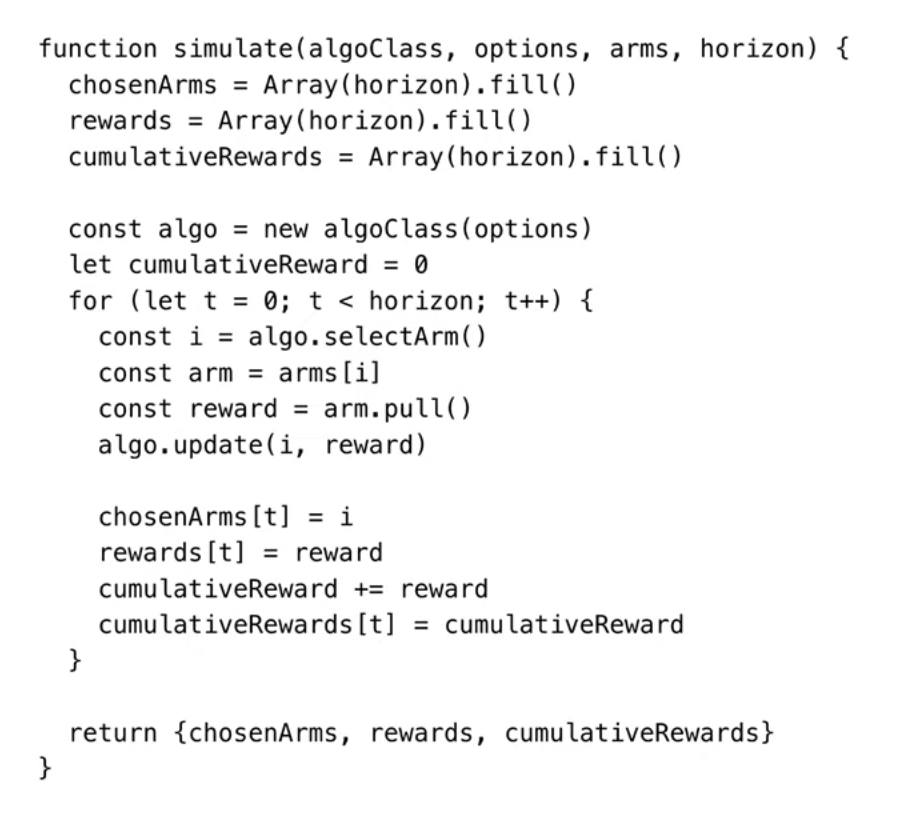 function simulate(algoClass, options, arms, horizon) {
  chosenArms = Array(horizon).fill()
  rewards = Array(horizon).fill()
  cumulativeRewards = Array(horizon).fill()

  const algo = new algoClass(options)
  let cumulativeReward = 0
  for (let t = 0; t < horizon; t++) {
    const i = algo.selectArm()
    const arm = arms[i]
    const reward = arm.pull()
    algo.update(i, reward)

    chosenArms[t] = i
    rewards[t] = reward
    cumulativeReward += reward
    cumulativeRewards[t] = cumulativeReward
  }

  return {chosenArms, rewards, cumulativeRewards}
}